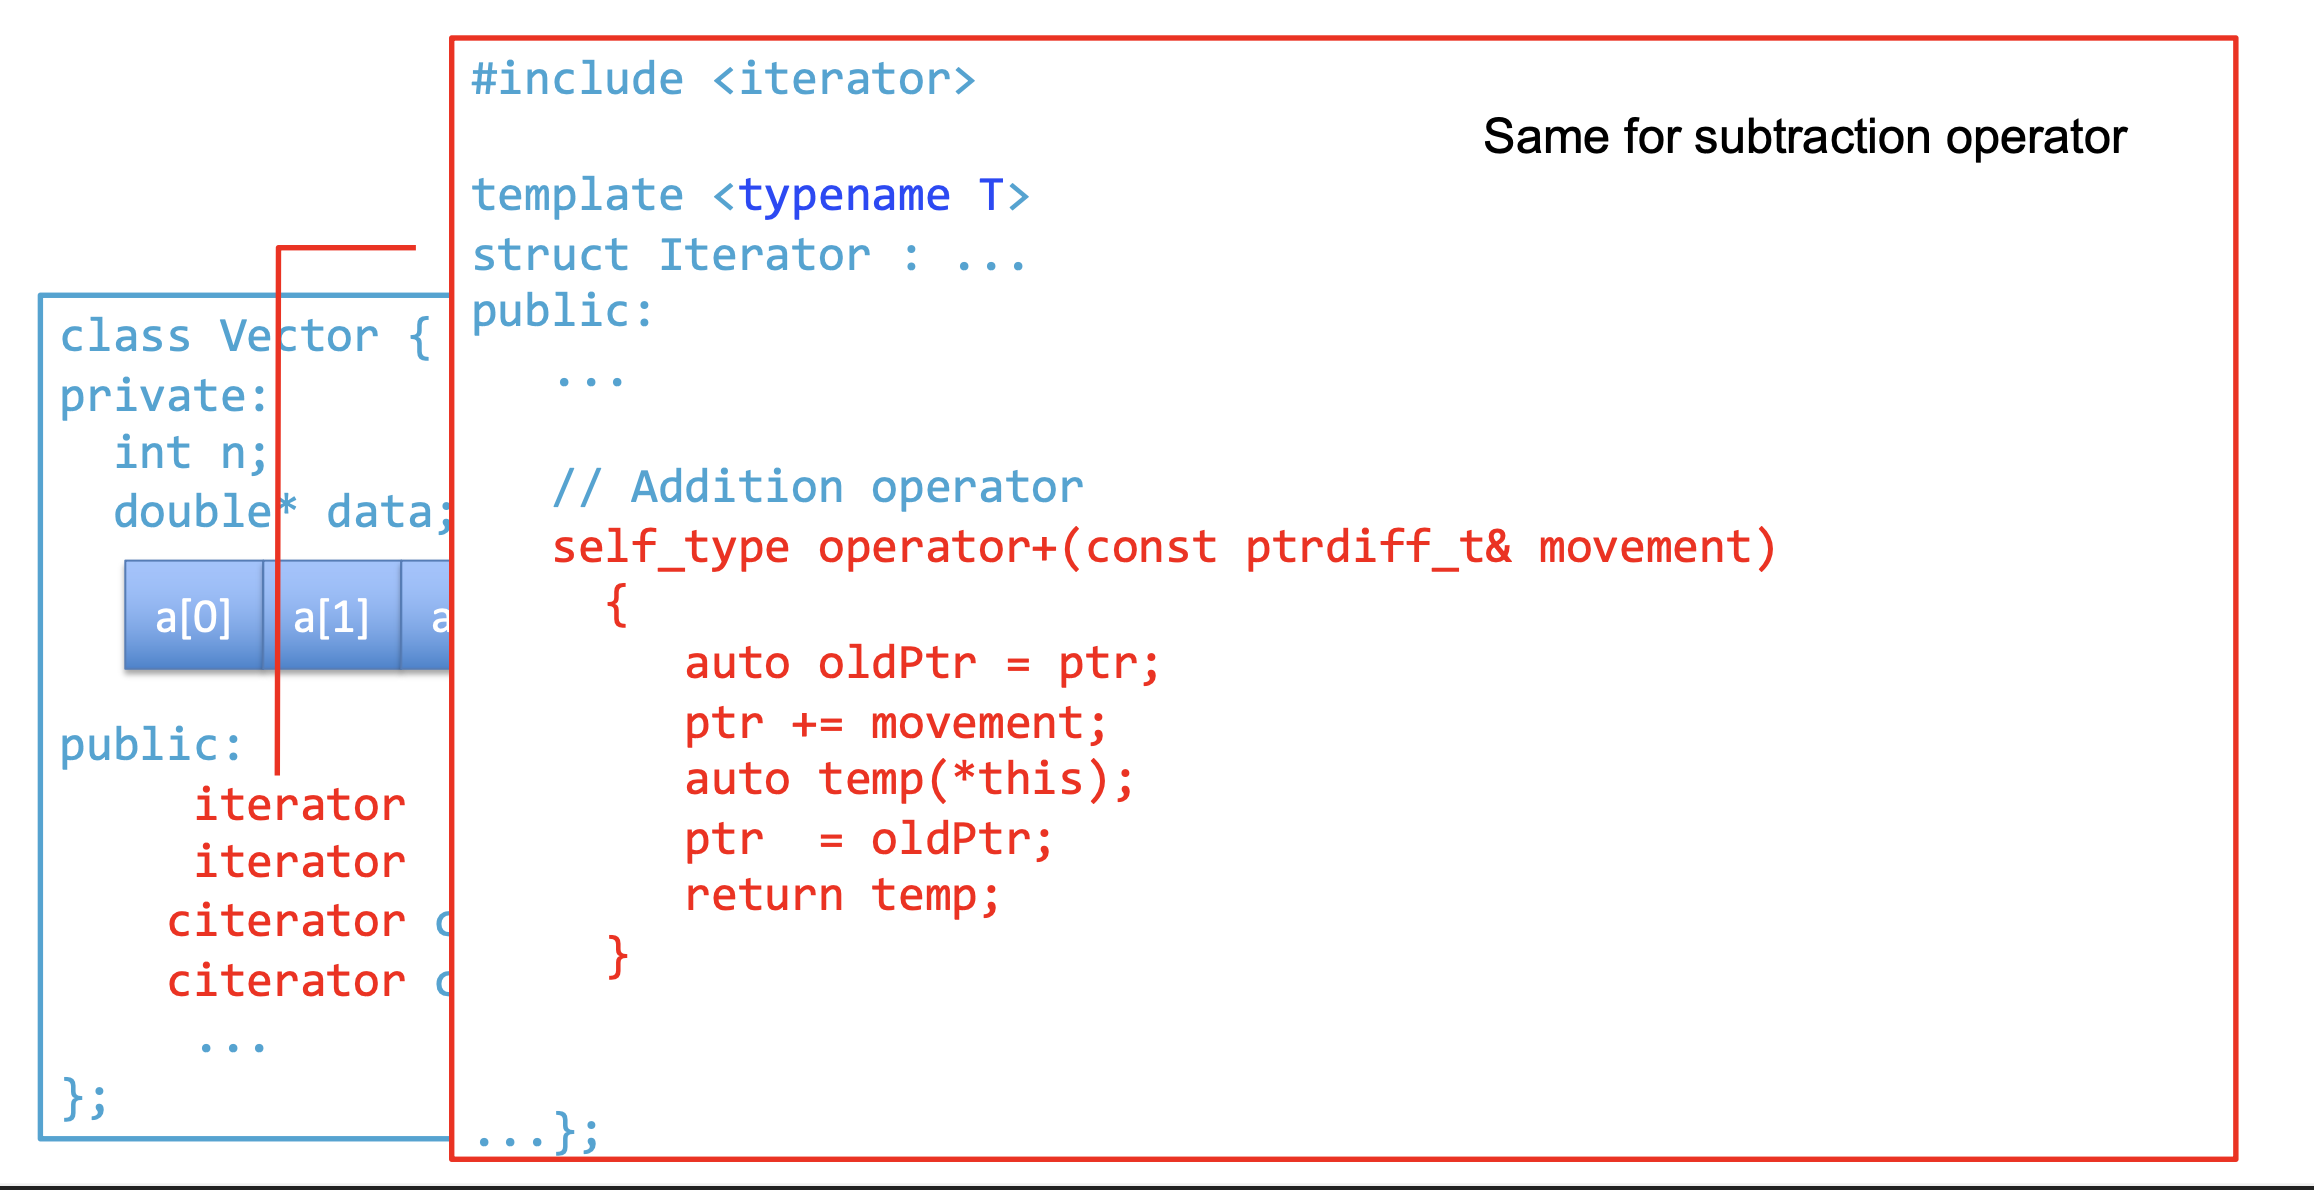 #include <iterator>
Same for subtraction operator
template <typename T>
struct Iterator : ...
public:
...
// Addition operator
self_type operator+(const ptrdiff_t& movement)
{
auto oldPtr = ptr;
ptr += movement;
auto temp(*this);
ptr  = oldPtr;
return temp;
}
...};
class Vector {
private:
int n;
double* data;
a[0] a[1] a
public:
iterator
iterator
citerator c
citerator c
...
};